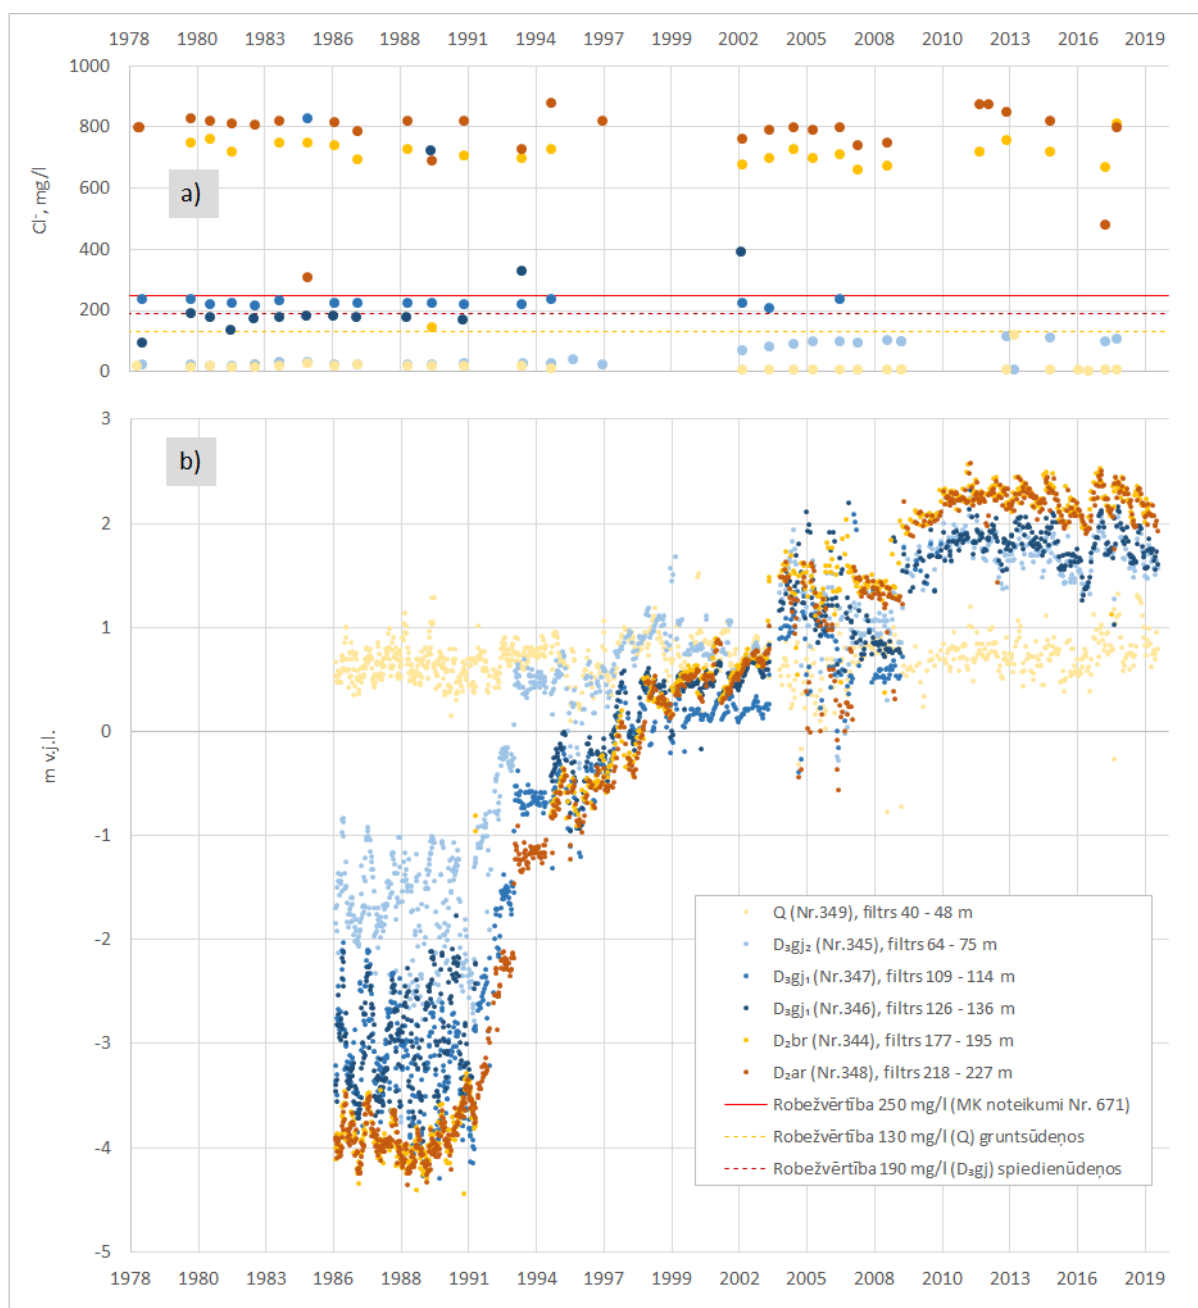 1978 1980 1983 1986 1988 1991 1994 1997 1999 2002 2005 2008 2010 2013 2016 2019
1000
800
600
400
200
0
Cl⁻, mg/l
a)
3
2
1
0
-1
-2
-3
-4
-5
m v.j.l.
b)
Q (Nr.349), filtrs 40 - 48 m
D₃gj₂ (Nr.345), filtrs 64 - 75 m
D₃gj₁ (Nr.347), filtrs 109 - 114 m
D₃gj₁ (Nr.346), filtrs 126 - 136 m
D₂br (Nr.344), filtrs 177 - 195 m
D₂ar (Nr.348), filtrs 218 - 227 m
Robežvērtība 250 mg/l (MK noteikumi Nr. 671)
Robežvērtība 130 mg/l (Q) gruntsūdeņos
Robežvērtība 190 mg/l (D₃gj) spiedienūdeņos
1978 1980 1983 1986 1988 1991 1994 1997 1999 2002 2005 2008 2010 2013 2016 2019